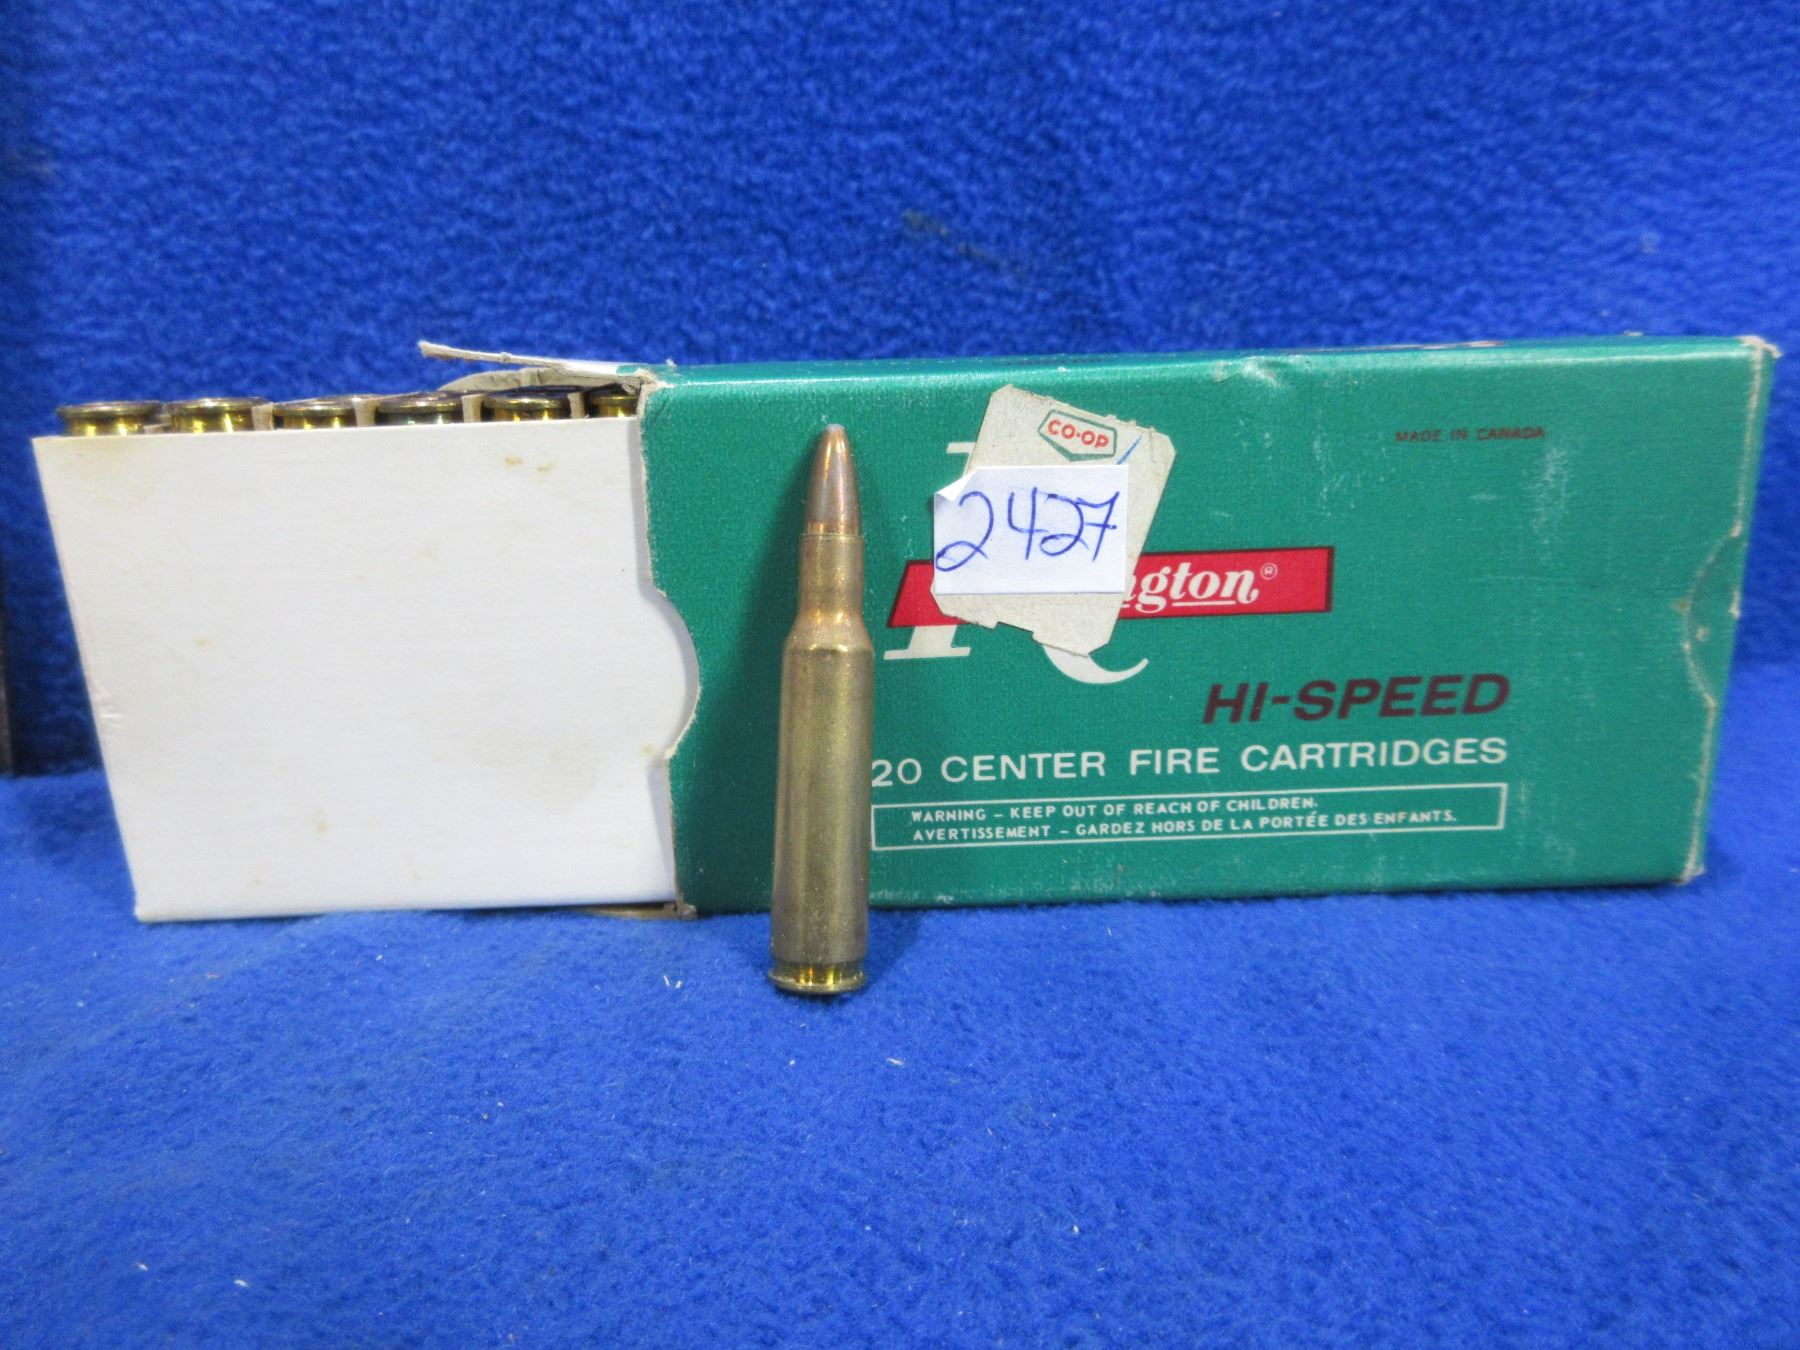 MADE IN CANADA
CO-OP
2427
ngton®
HI-SPEED
20 CENTER FIRE CARTRIDGES
WARNING – KEEP OUT OF REACH OF CHILDREN.
AVERTISSEMENT – GARDEZ HORS DE LA PORTÉE DES ENFANTS.